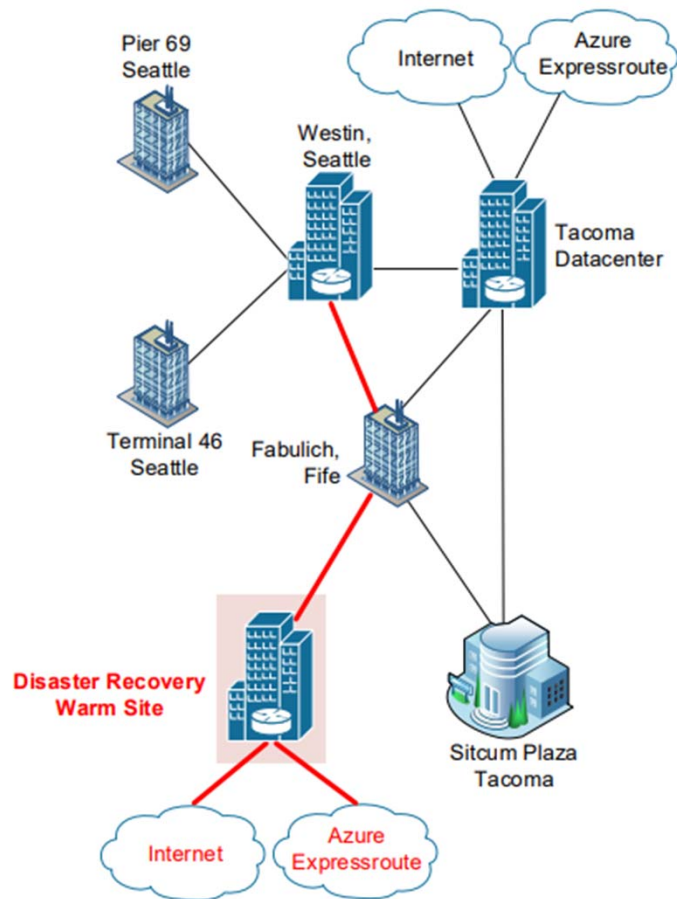 Pier 69
Seattle
Internet
Azure
Expressroute
Westin,
Seattle
Tacoma
Datacenter
Terminal 46
Seattle
Fabulich,
Fife
Disaster Recovery
Warm Site
Sitcum Plaza
Tacoma
Internet
Azure
Expressroute